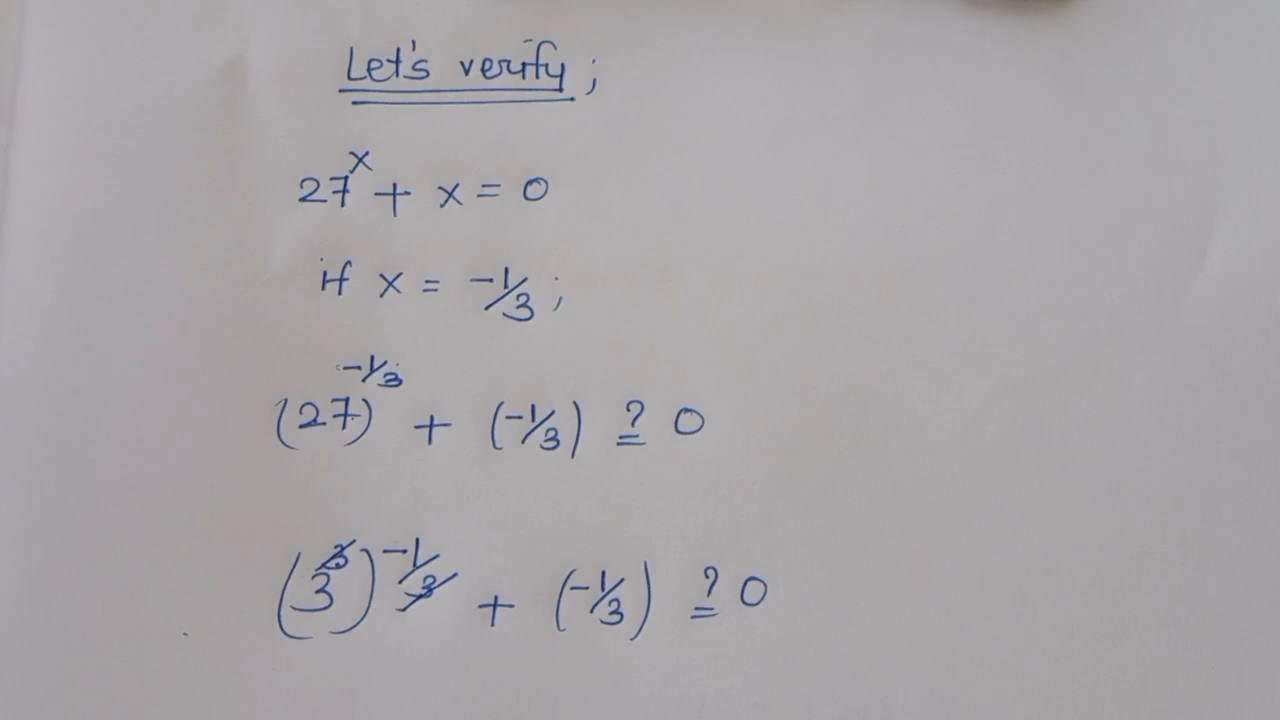 Let's verify;
27^x + x = 0
if x = -1/3;
(27)^-1/3 + (-1/3) ?= 0
(3^3)^-1/3 + (-1/3) ?= 0